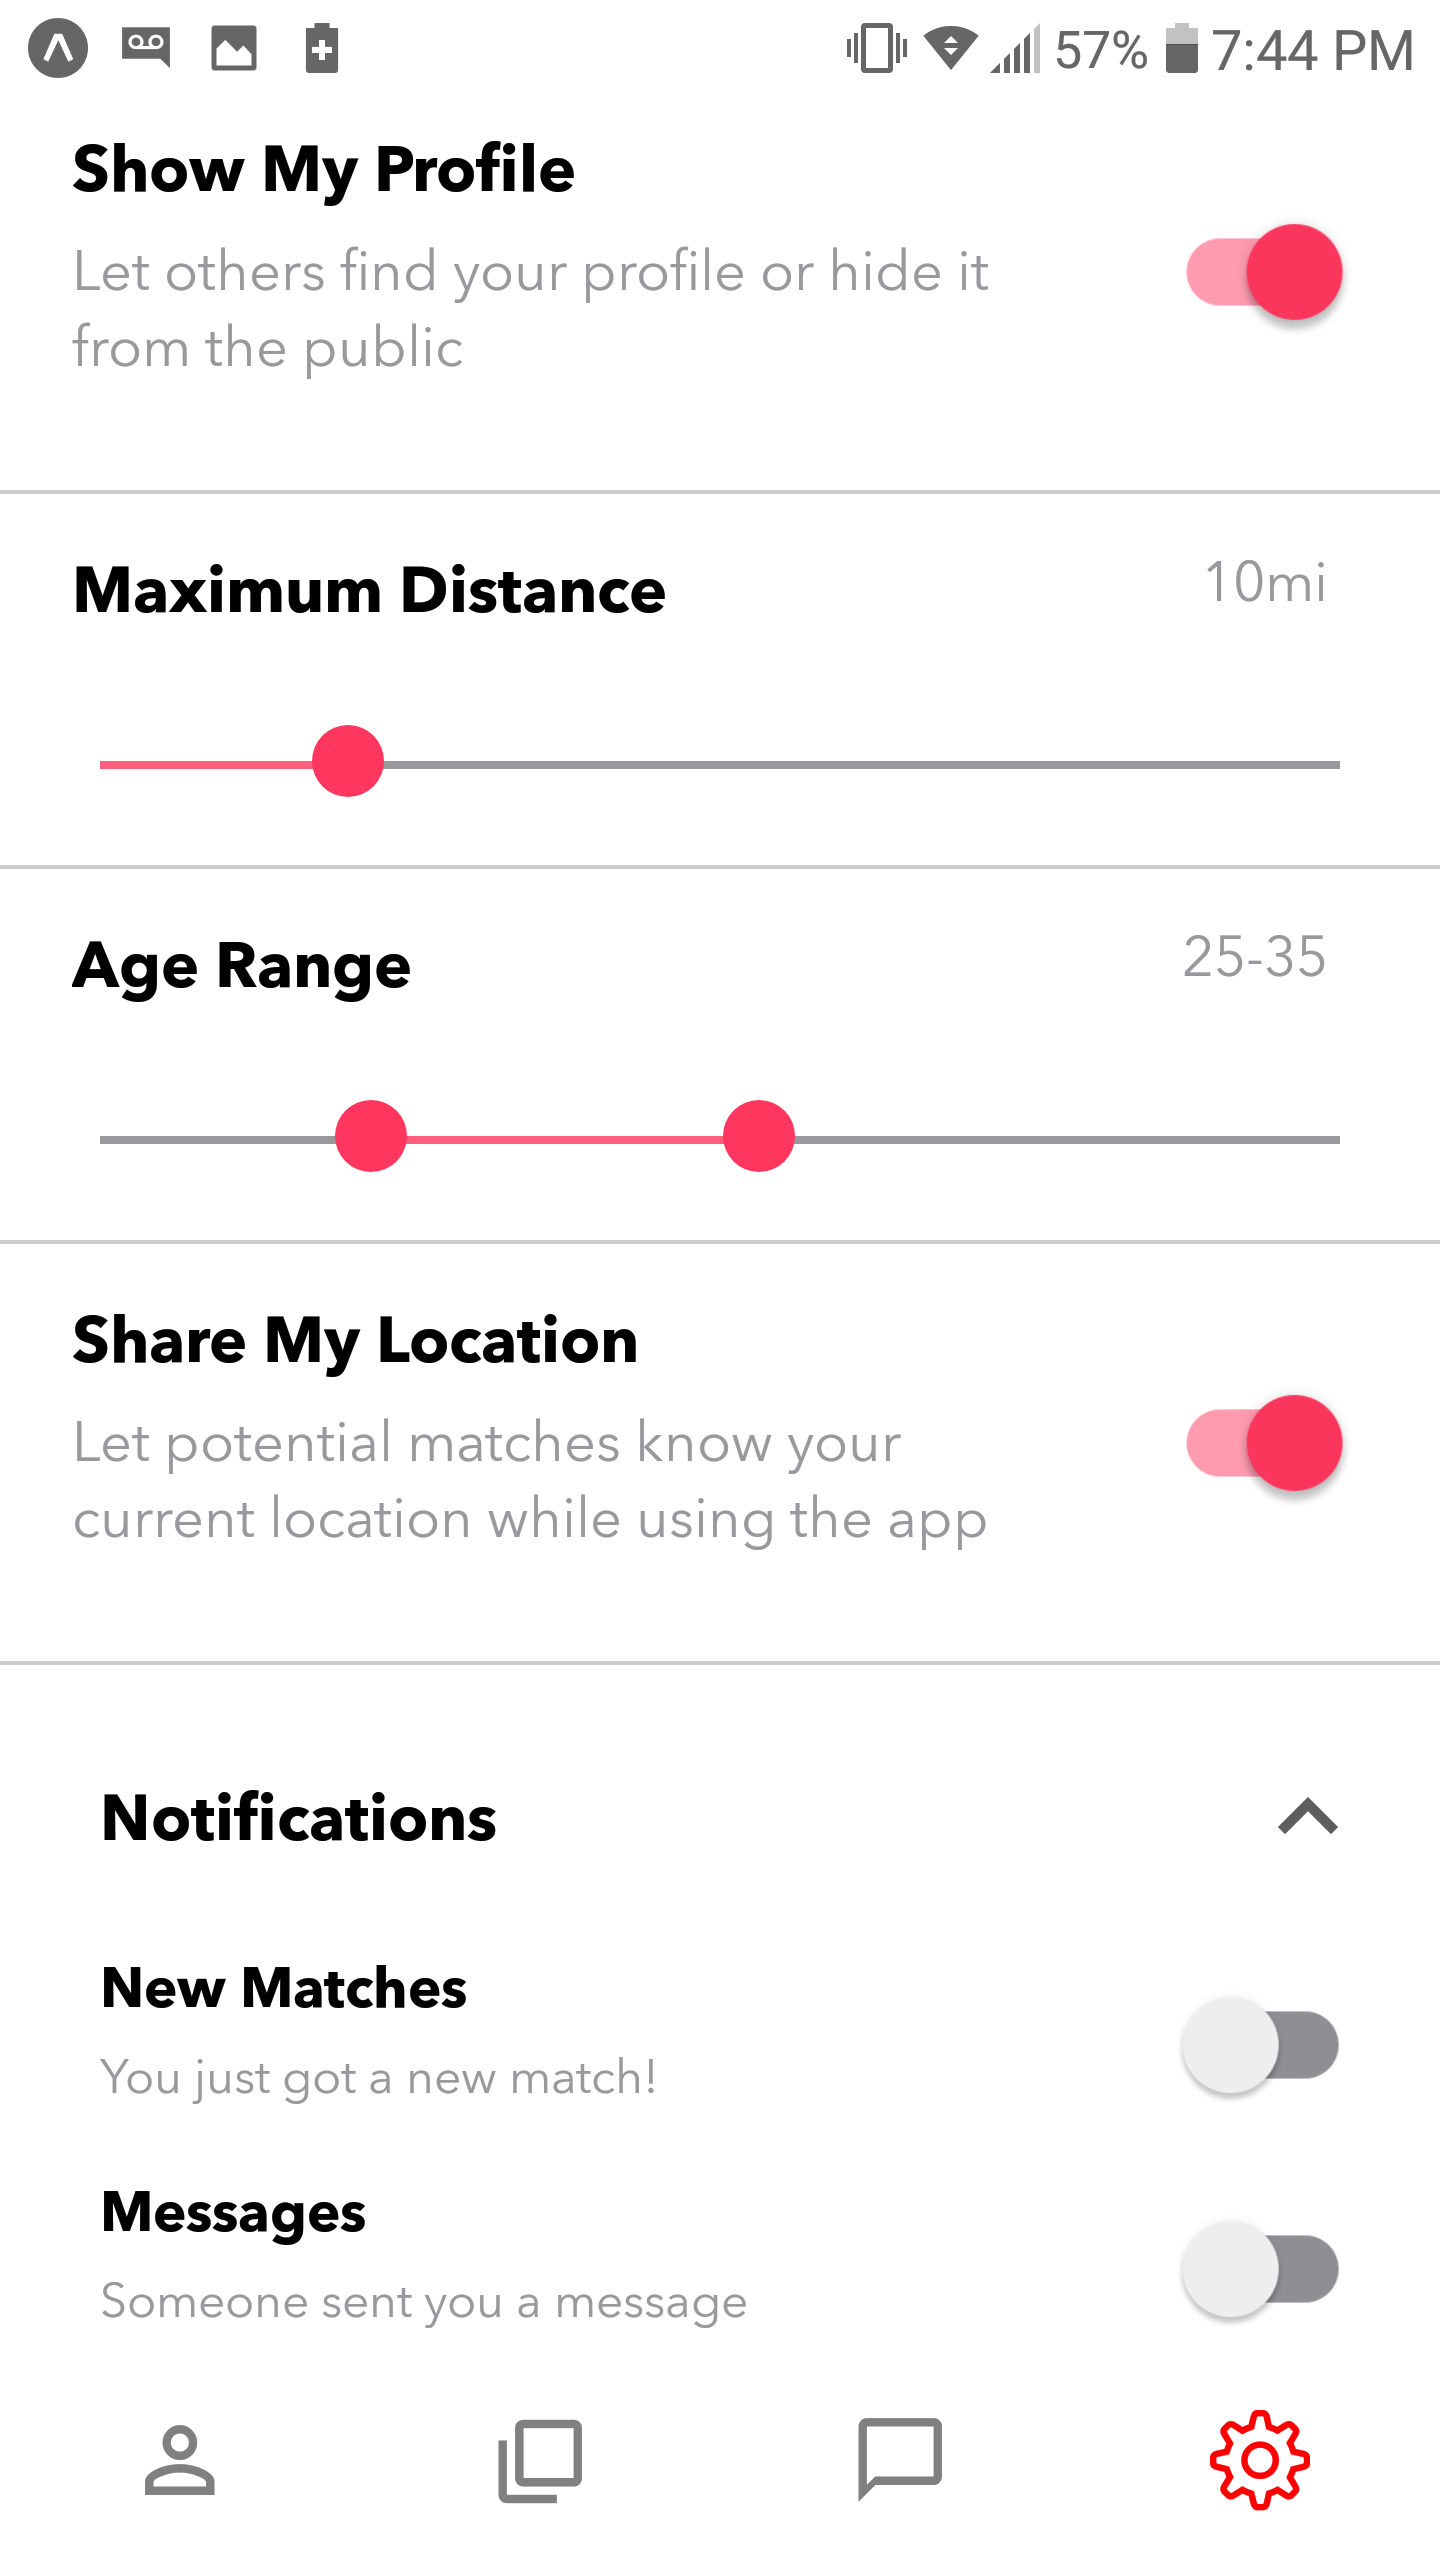 57% 7:44 PM
Show My Profile
Let others find your profile or hide it
from the public
Maximum Distance 10mi
Age Range 25-35
Share My Location
Let potential matches know your
current location while using the app
Notifications
New Matches
You just got a new match!
Messages
Someone sent you a message